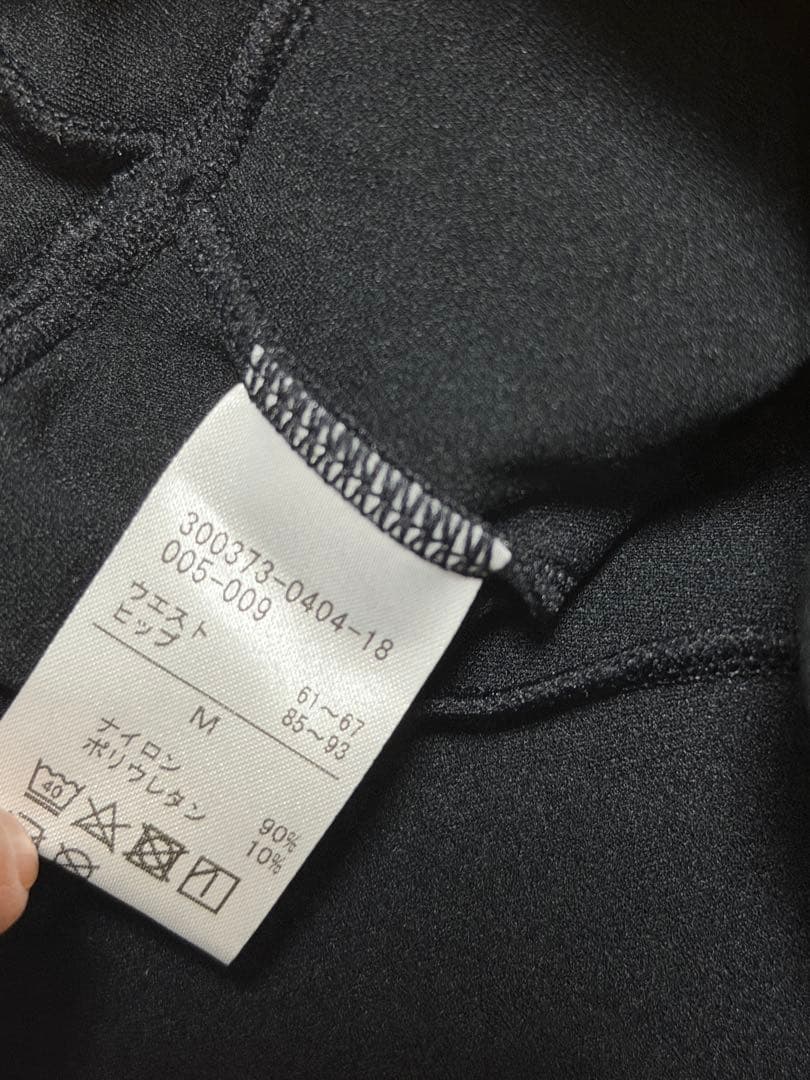 300373-0404-18
005-009
ウエスト 61～67
ヒップ 85～93
M
ナイロン 90%
ポリウレタン 10%
40